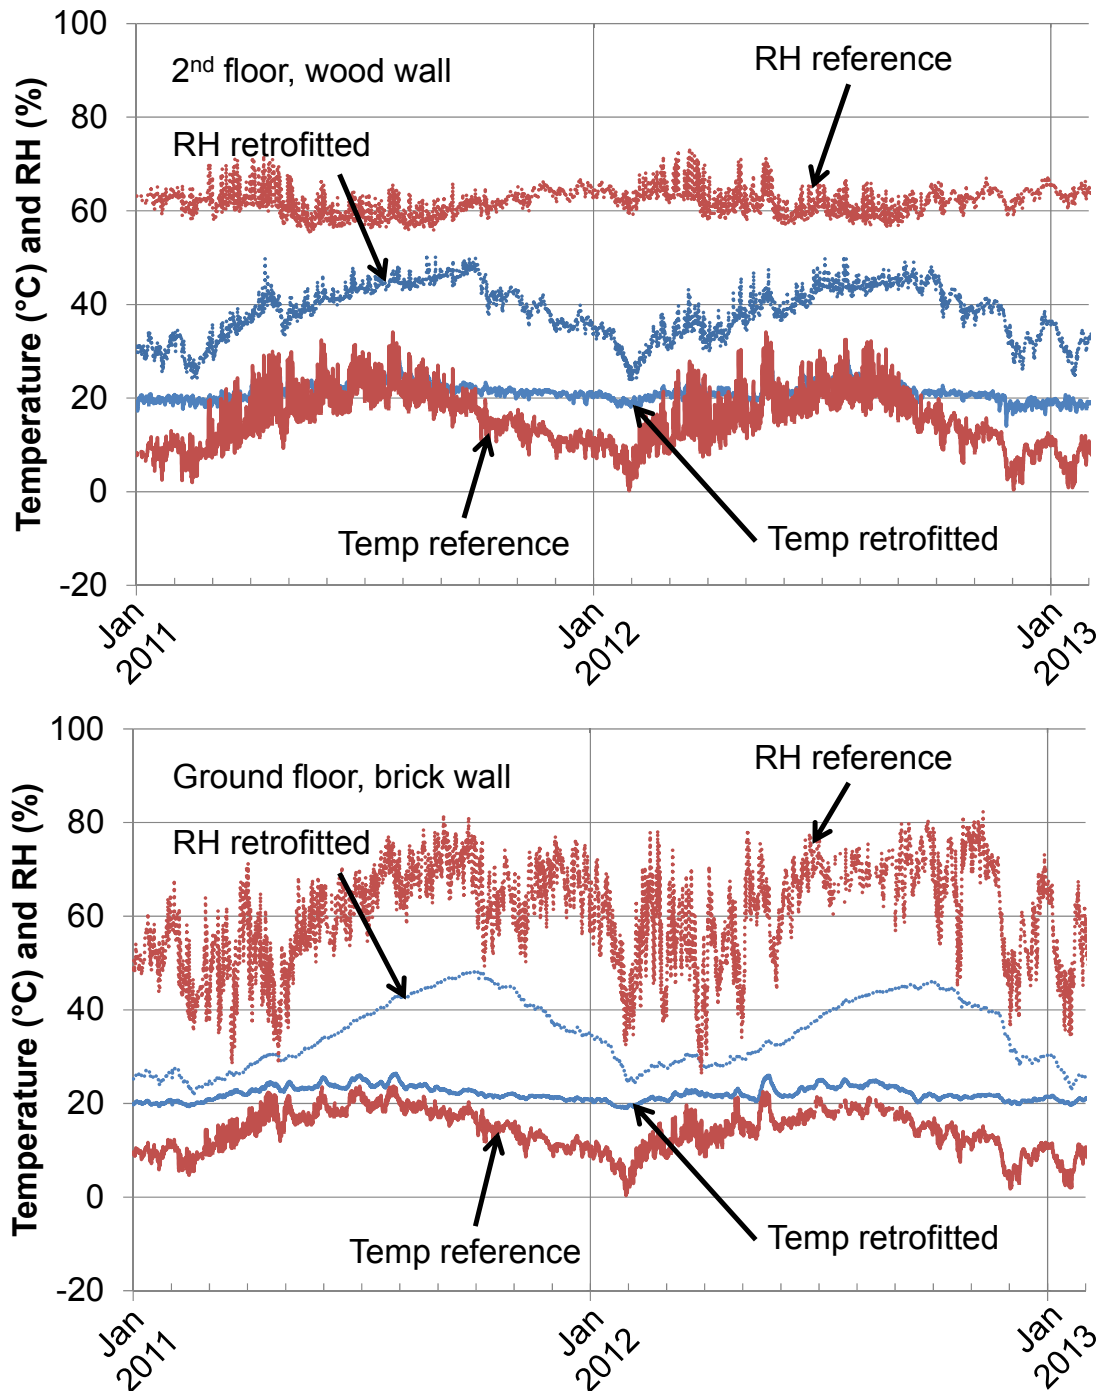 100
80
60
40
20
0
-20
Temperature (°C) and RH (%)
2nd floor, wood wall
RH reference
RH retrofitted
Temp reference
Temp retrofitted
Jan 2011
Jan 2012
Jan 2013
100
80
60
40
20
0
-20
Temperature (°C) and RH (%)
Ground floor, brick wall
RH reference
RH retrofitted
Temp reference
Temp retrofitted
Jan 2011
Jan 2012
Jan 2013